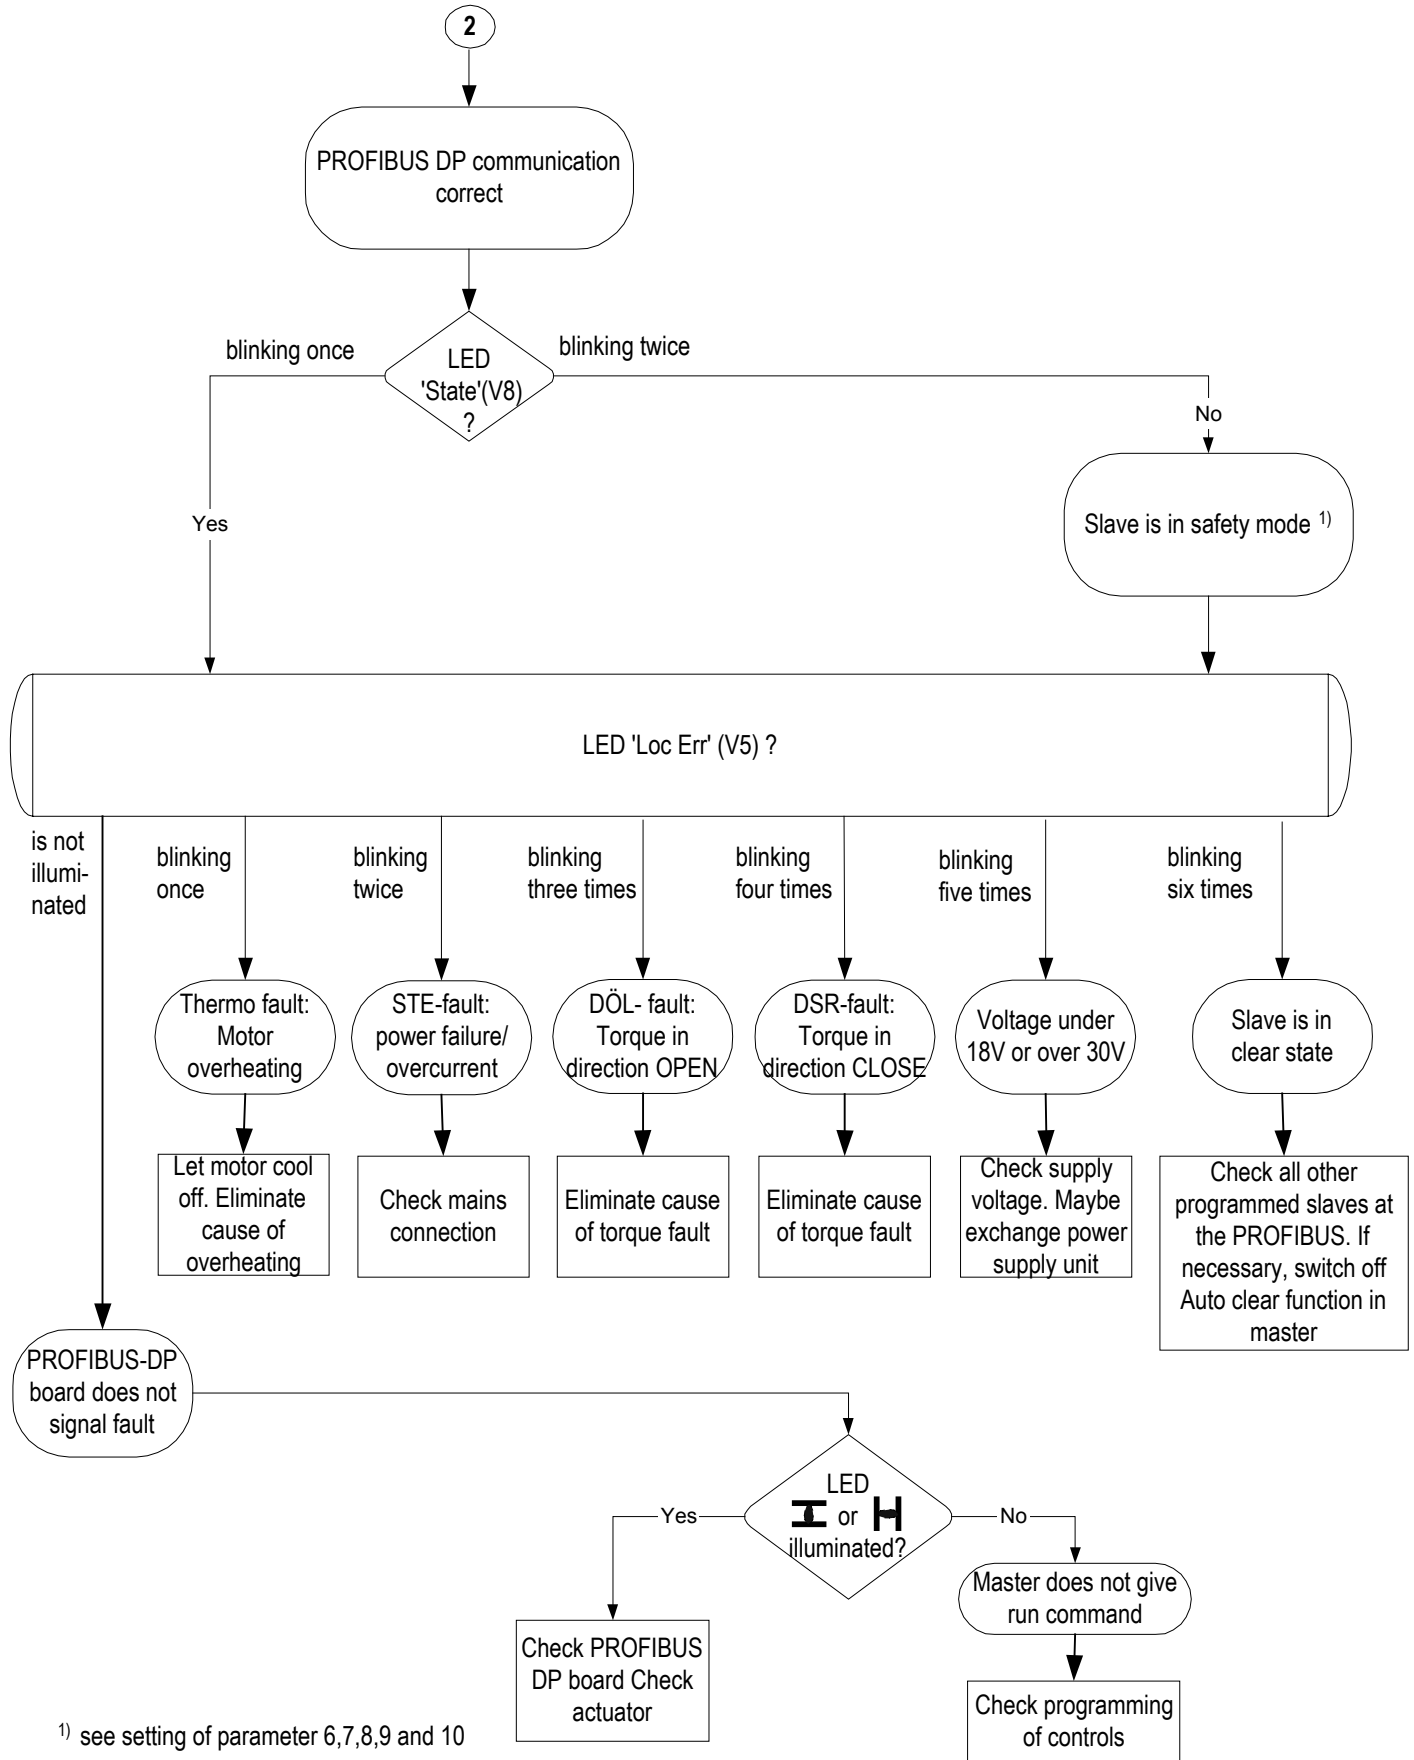 2
PROFIBUS DP communication
correct
blinking once
LED
'State'(V8)
?
blinking twice
Yes
No
Slave is in safety mode 1)
LED 'Loc Err' (V5) ?
is not
illumi-
nated
blinking
once
blinking
twice
blinking
three times
blinking
four times
blinking
five times
blinking
six times
Thermo fault:
Motor
overheating
STE-fault:
power failure/
overcurrent
DÖL- fault:
Torque in
direction OPEN
DSR-fault:
Torque in
direction CLOSE
Voltage under
18V or over 30V
Slave is in
clear state
Let motor cool
off. Eliminate
cause of
overheating
Check mains
connection
Eliminate cause
of torque fault
Eliminate cause
of torque fault
Check supply
voltage. Maybe
exchange power
supply unit
Check all other
programmed slaves at
the PROFIBUS. If
necessary, switch off
Auto clear function in
master
PROFIBUS-DP
board does not
signal fault
LED
or
illuminated?
Yes
No
Master does not give
run command
Check PROFIBUS
DP board Check
actuator
Check programming
of controls
1) see setting of parameter 6,7,8,9 and 10